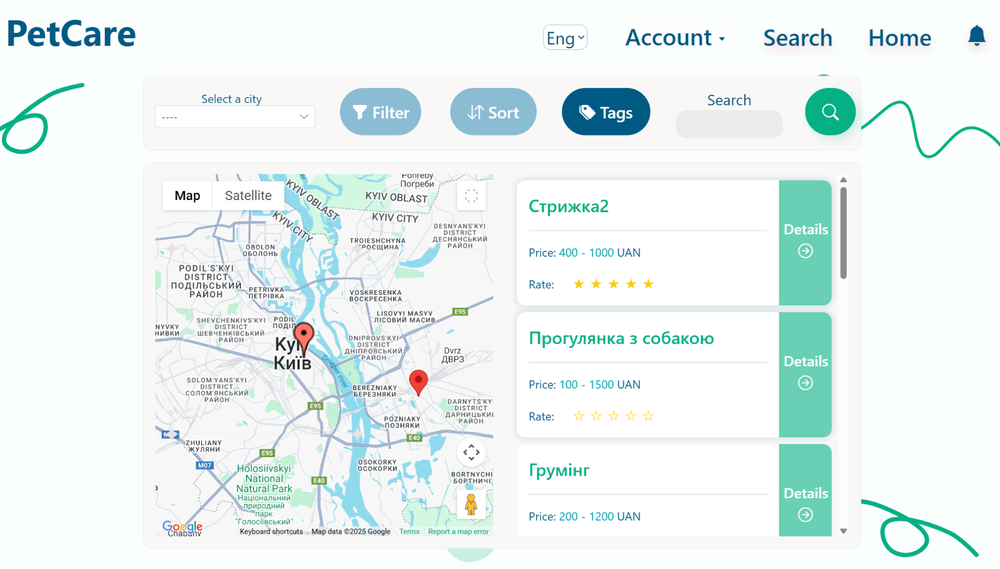 PetCare
Eng
Account
Search
Home
Select a city
----
Filter
Sort
Tags
Search
Map
Satellite
Погреби
KYIV OBLAST
KYIV CITY
KYIV OBLAST
KYIV CITY
DESNYANS'KYI
DISTRICT
ДЕСНЯНСЬКИЙ
РАЙОН
TROIESHCHYNA
OBOLON
ОБОЛОНЬ
PODIL'S'KYI
DISTRICT
ПОДІЛЬСЬКИЙ
РАЙОН
PETRIVKA
ПЕТРІВКА
VOSKRESENKA
ВОСКРЕСЕНКА
E95
LISOVYI MASYV
ЛІСОВИЙ МАСИВ
SHEVCHENKIVS'KYI
DISTRICT
ШЕВЧЕНКІВСЬКИЙ
РАЙОН
PODIL
NYVKY
НИВКИ
Kyiv
Київ
DNIPROVS'KYI
DISTRICT
ДНІПРОВСЬКИЙ
РАЙОН
Dvrz
ДВРЗ
Dnieper river
SOLOM'YANS'KYI
DISTRICT
СОЛОМ'ЯНСЬКИЙ
РАЙОН
BEREZNIAKY
БЕРЕЗНЯКИ
E95
DARNYTS'KYI
DISTRICT
ДАРНИЦЬКИЙ
РАЙОН
POZNIAKY
ПОЗНЯКИ
E40
ZHULIANY
ЖУЛЯНИ
E95
M07
Holosiivskyi
National
Natural Park
Національний
природний
парк
"Голосіївський"
E40
OSOKORKY
ОСОКОРКИ
BORTNYCHI
БОРТНИЧІ
Google
Chabany
Keyboard shortcuts
Map data ©2025 Google
Terms
Report a map error
Стрижка2
Price: 400 - 1000 UAN
Rate:
Details
Прогулянка з собакою
Price: 100 - 1500 UAN
Rate:
Details
Грумінг
Price: 200 - 1200 UAN
Details